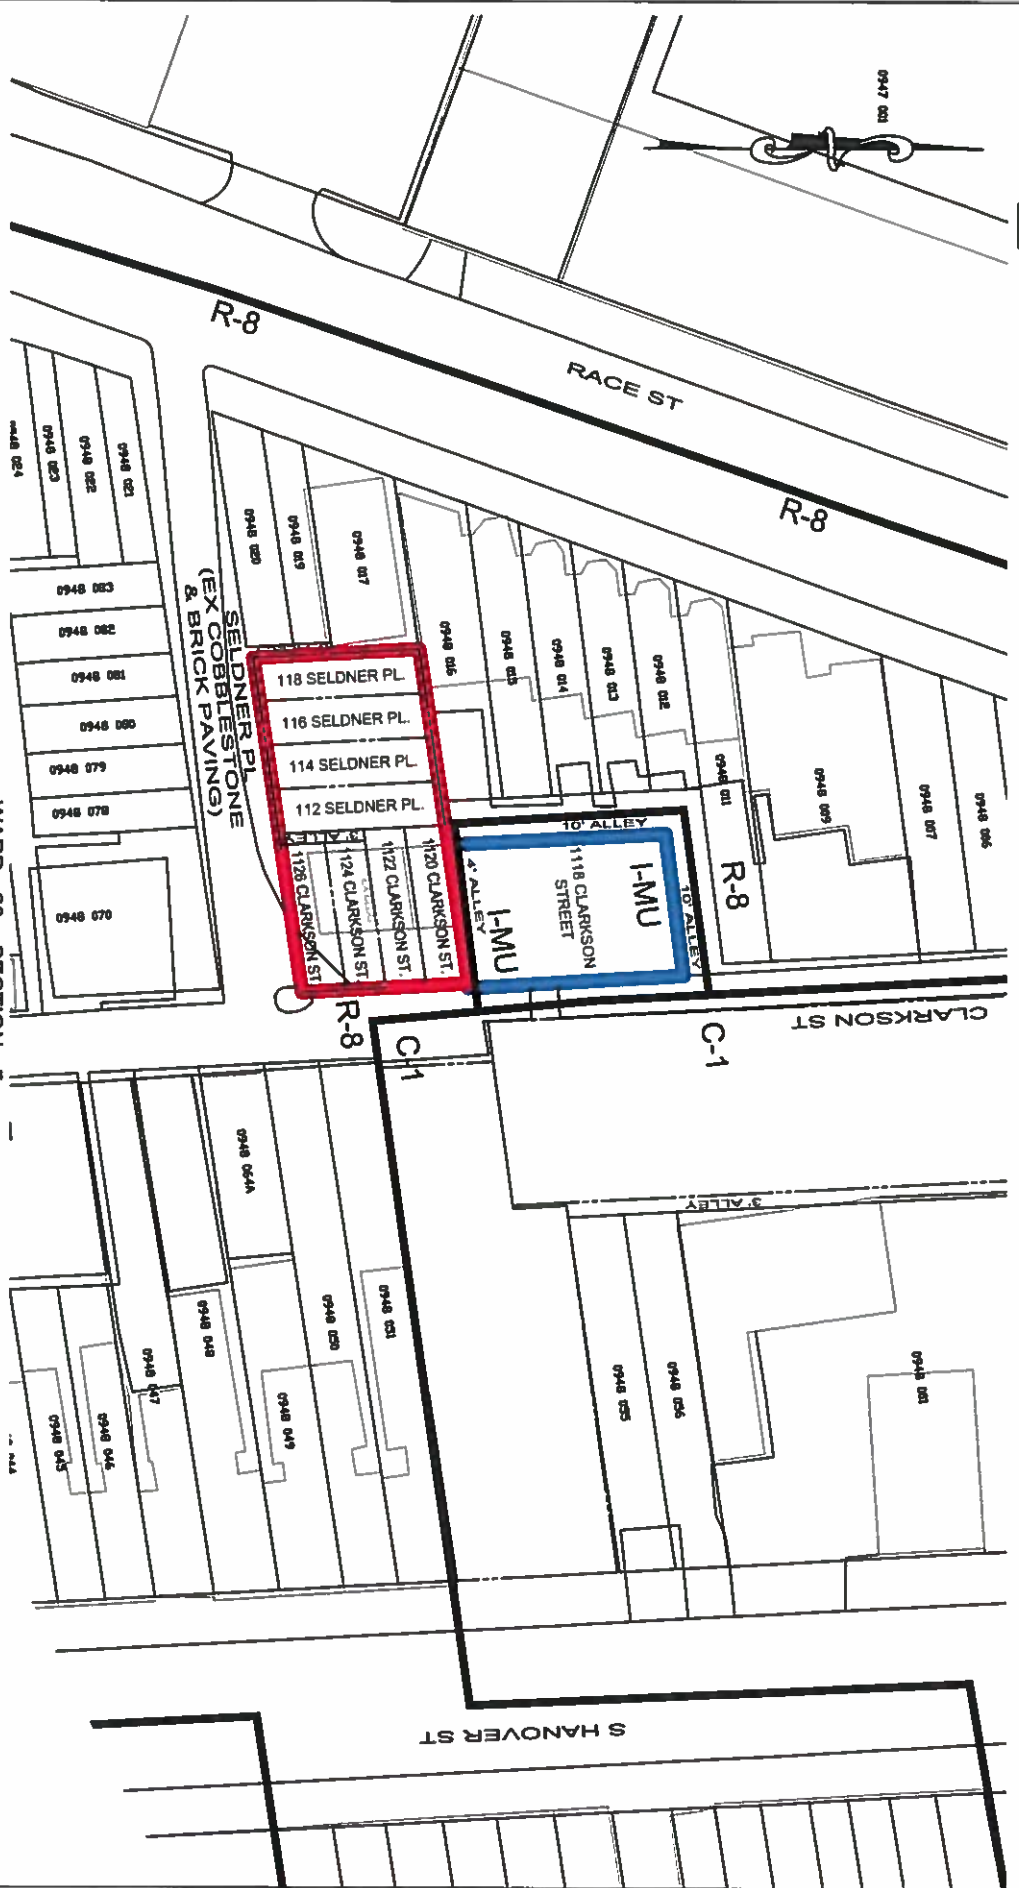 0947 001
R-8
RACE ST
R-8
0948 024
0948 023
0948 022
0948 021
0948 020
0948 019
0948 017
0948 016
0948 015
0948 014
0948 013
0948 012
0948 011
0948 009
0948 007
0948 006
0948 083
0948 082
0948 081
0948 080
0948 079
0948 078
0948 070
SELDNER PL
(EX COBBLESTONE
& BRICK PAVING)
118 SELDNER PL.
116 SELDNER PL.
114 SELDNER PL.
112 SELDNER PL.
3' ALLEY
1126 CLARKSON ST.
1124 CLARKSON ST.
1122 CLARKSON ST.
1120 CLARKSON ST.
4' ALLEY
I-MU
1118 CLARKSON
STREET
I-MU
10' ALLEY
10' ALLEY
R-8
R-8
C-1
C-1
CLARKSON ST
3' ALLEY
0948 064A
0948 051
0948 050
0948 049
0948 048
0948 047
0948 046
0948 045
0948 055
0948 056
0948 001
S HANOVER ST